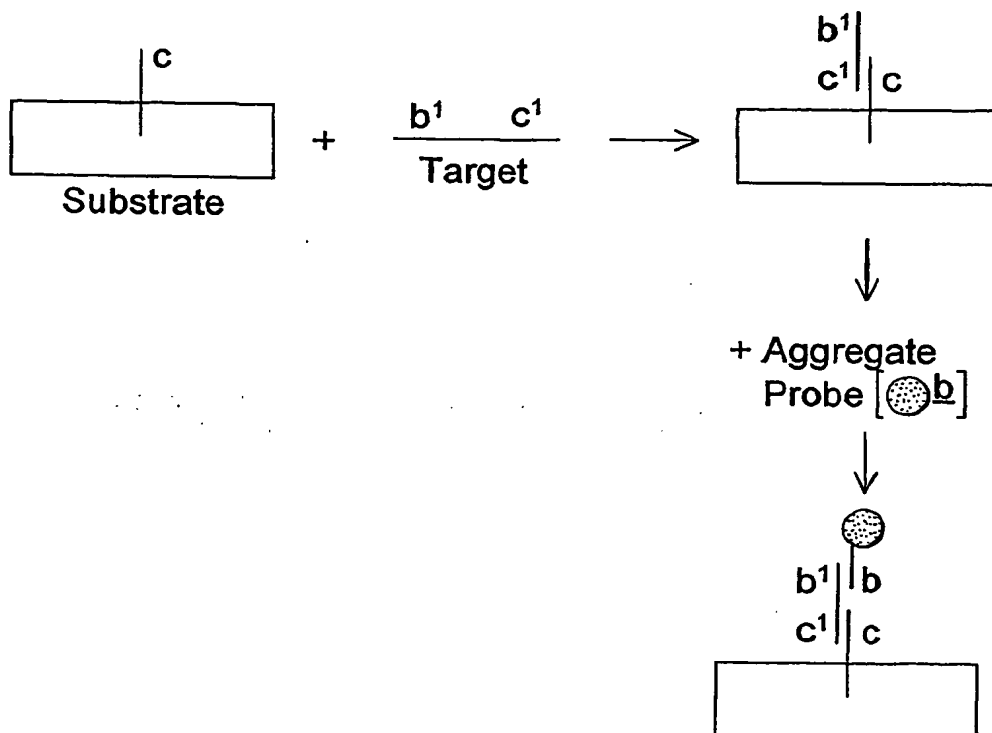 c
Substrate
+
b¹ c¹
Target
b¹
c¹ c
+ Aggregate
Probe [b]
b¹ b
c¹ c